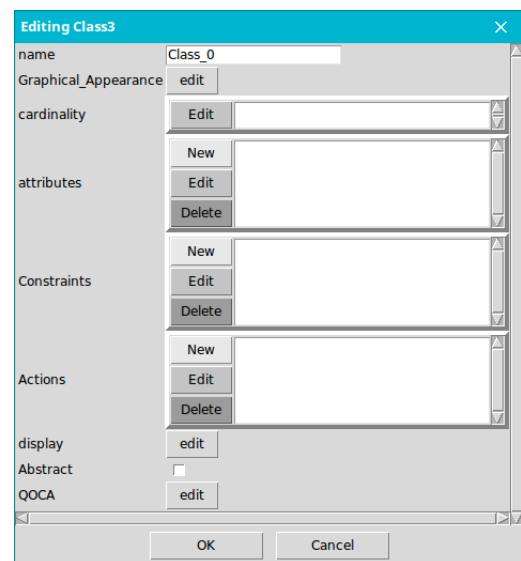 Editing Class3
name Class_0
Graphical_Appearance edit
cardinality Edit
New
attributes Edit
Delete
New
Constraints Edit
Delete
New
Actions Edit
Delete
display edit
Abstract
QOCA edit
OK Cancel